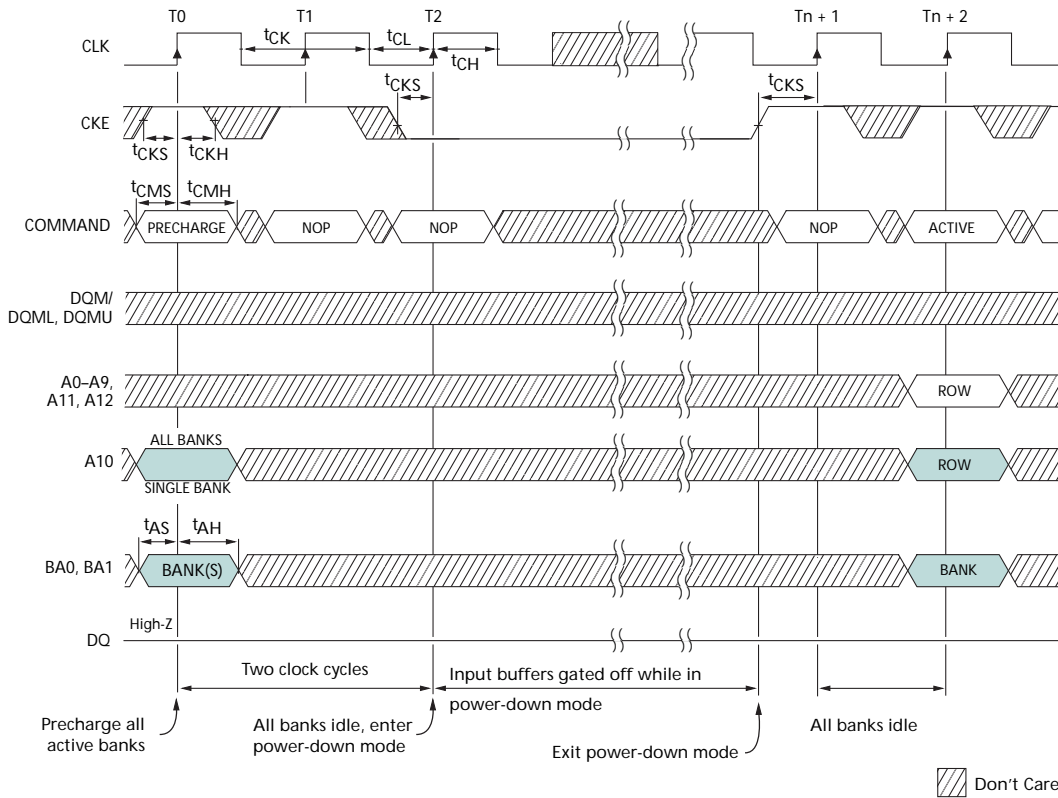 T0 T1 T2 Tn + 1 Tn + 2
CLK
tCK tCL
tCH
tCKS tCKS
CKE
tCKS tCKH
tCMS tCMH
COMMAND PRECHARGE NOP NOP NOP ACTIVE
DQM/
DQML, DQMU
A0–A9,
A11, A12
ROW
ALL BANKS
A10 ROW
SINGLE BANK
tAS tAH
BA0, BA1 BANK(S) BANK
High-Z
DQ
Two clock cycles
Input buffers gated off while in
power-down mode
Precharge all
active banks
All banks idle, enter
power-down mode
Exit power-down mode
All banks idle
Don't Care